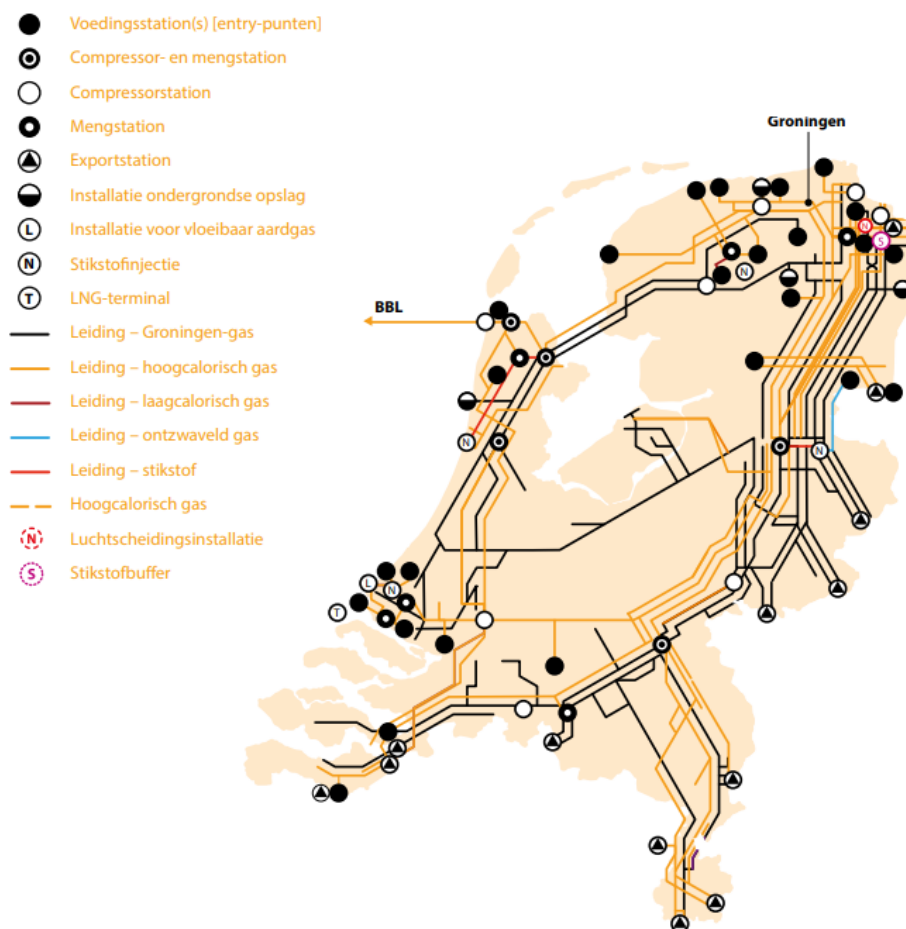 Voedingsstation(s) [entry-punten]
Compressor- en mengstation
Compressorstation
Mengstation
Exportstation
Installatie ondergrondse opslag
L Installatie voor vloeibaar aardgas
N Stikstofinjectie
T LNG-terminal
Leiding – Groningen-gas
Leiding – hoogcalorisch gas
Leiding – laagcalorisch gas
Leiding – ontzwaveld gas
Leiding – stikstof
Hoogcalorisch gas
N Luchtscheidingsinstallatie
S Stikstofbuffer
Groningen
N
S
N
BBL
N
N
L
N
T